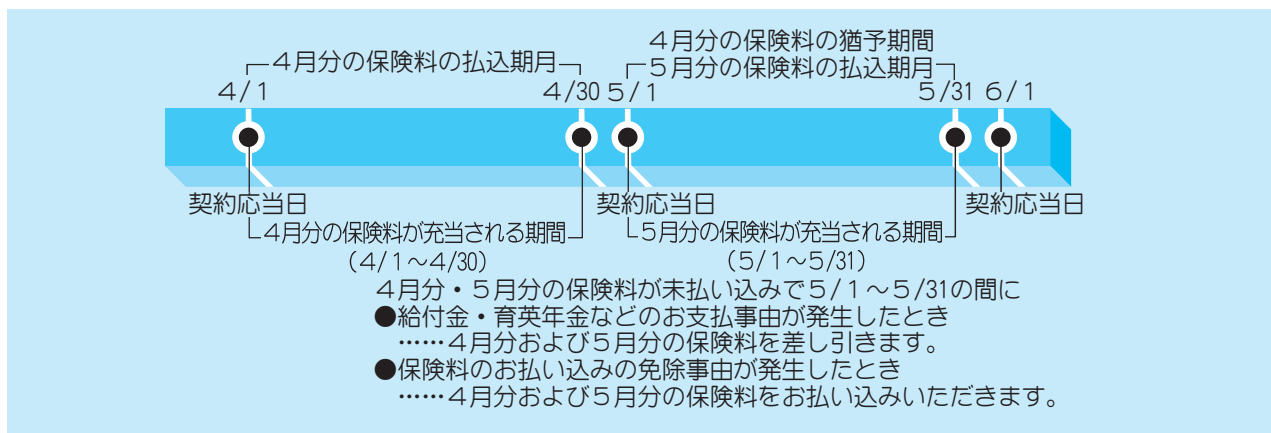 ４月分の保険料の猶予期間
４月分の保険料の払込期月
５月分の保険料の払込期月
４/１
４/30
５/１
５/31
６/１
契約応当日
契約応当日
契約応当日
４月分の保険料が充当される期間
５月分の保険料が充当される期間
（４/１～４/30）
（５/１～５/31）
４月分・５月分の保険料が未払い込みで５/１～５/31の間に
●給付金・育英年金などのお支払事由が発生したとき
……４月分および５月分の保険料を差し引きます。
●保険料のお払い込みの免除事由が発生したとき
……４月分および５月分の保険料をお払い込みいただきます。